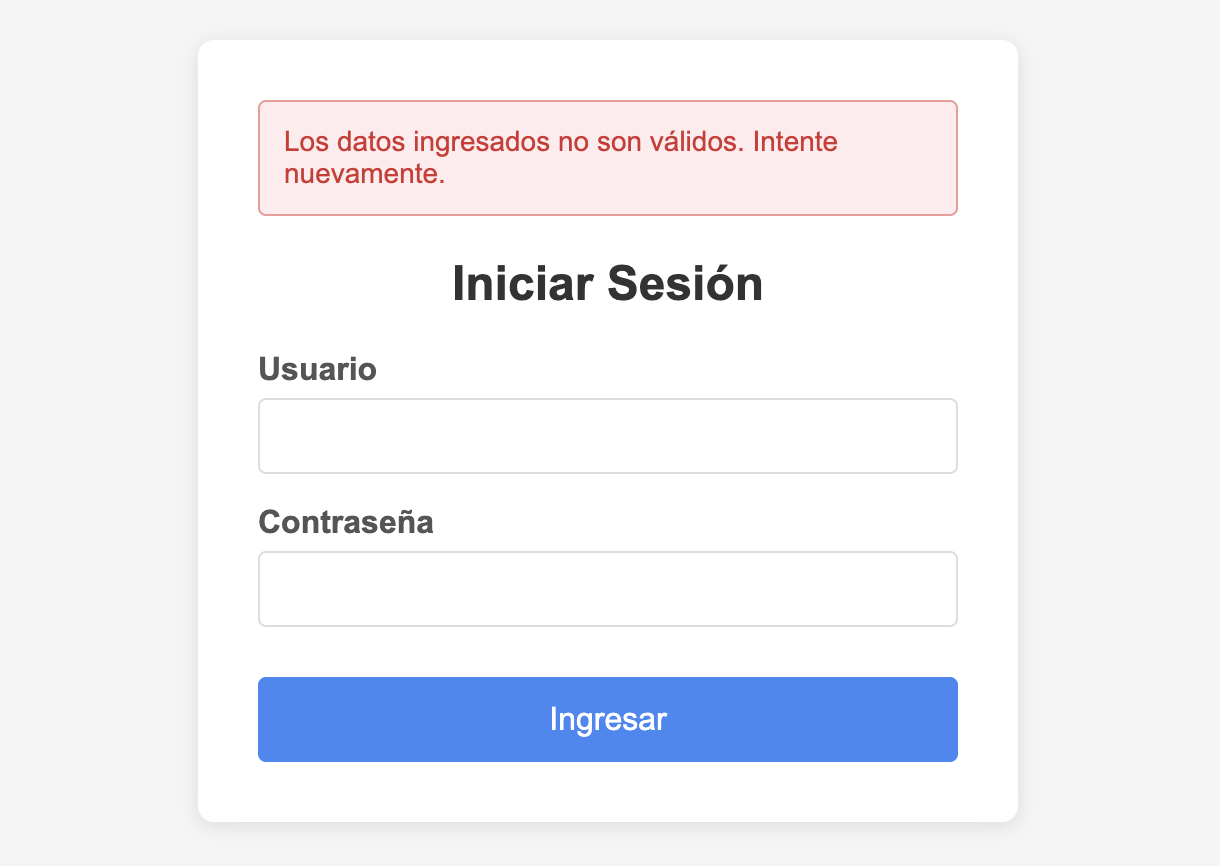 Los datos ingresados no son válidos. Intente
nuevamente.
Iniciar Sesión
Usuario
Contraseña
Ingresar